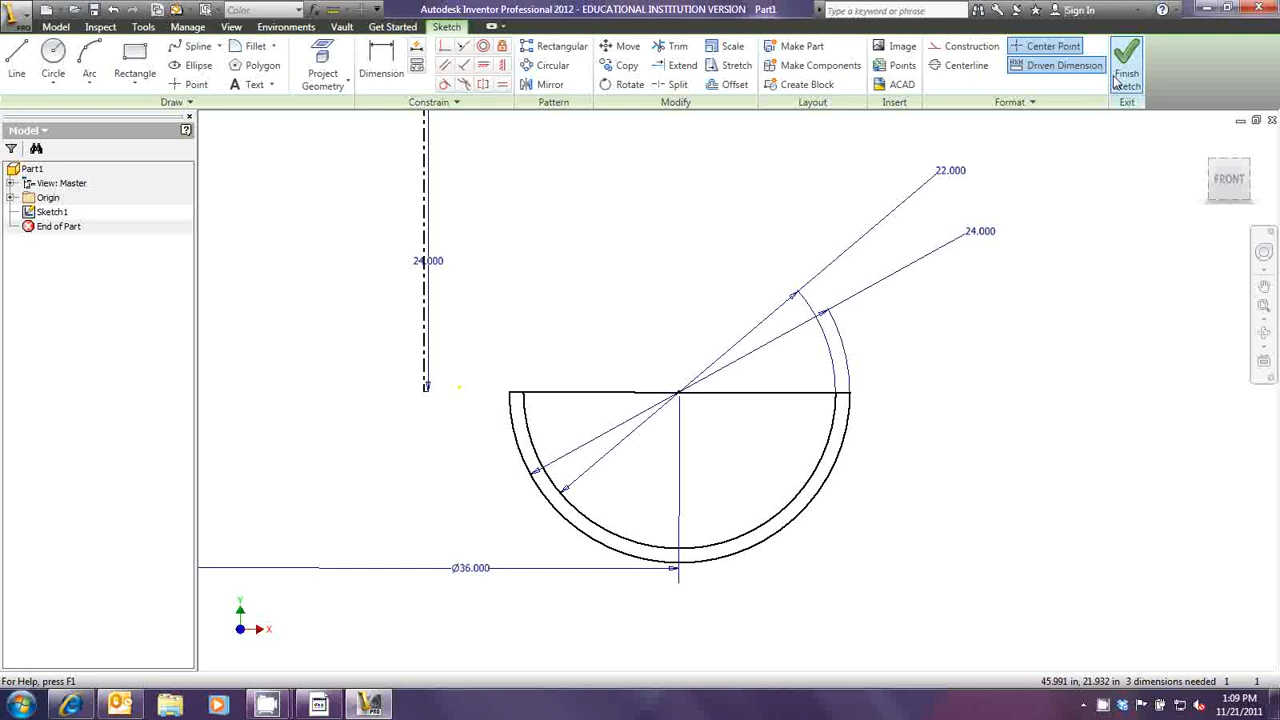 PRO
Color
Autodesk Inventor Professional 2012 - EDUCATIONAL INSTITUTION VERSION Part1
Type a keyword or phrase
Sign In
Model Inspect Tools Manage View Environments Vault Get Started Sketch
Line Circle Arc Rectangle
Spline Fillet
Ellipse Polygon
Point Text
Dimension
Project
Geometry
Rectangular
Circular
Mirror
Move Trim Scale
Copy Extend Stretch
Rotate Split Offset
Make Part
Make Components
Create Block
Image
Points
ACAD
Construction Center Point
Centerline Driven Dimension
Finish
Sketch
Draw Constrain Pattern Modify Layout Insert Format Exit
Model
Part1
View: Master
Origin
Sketch1
End of Part
22.000
24.000
24.000
Ø36.000
FRONT
Y
X
For Help, press F1
45.991 in, 21.932 in 3 dimensions needed 1 1
1:09 PM
11/21/2011